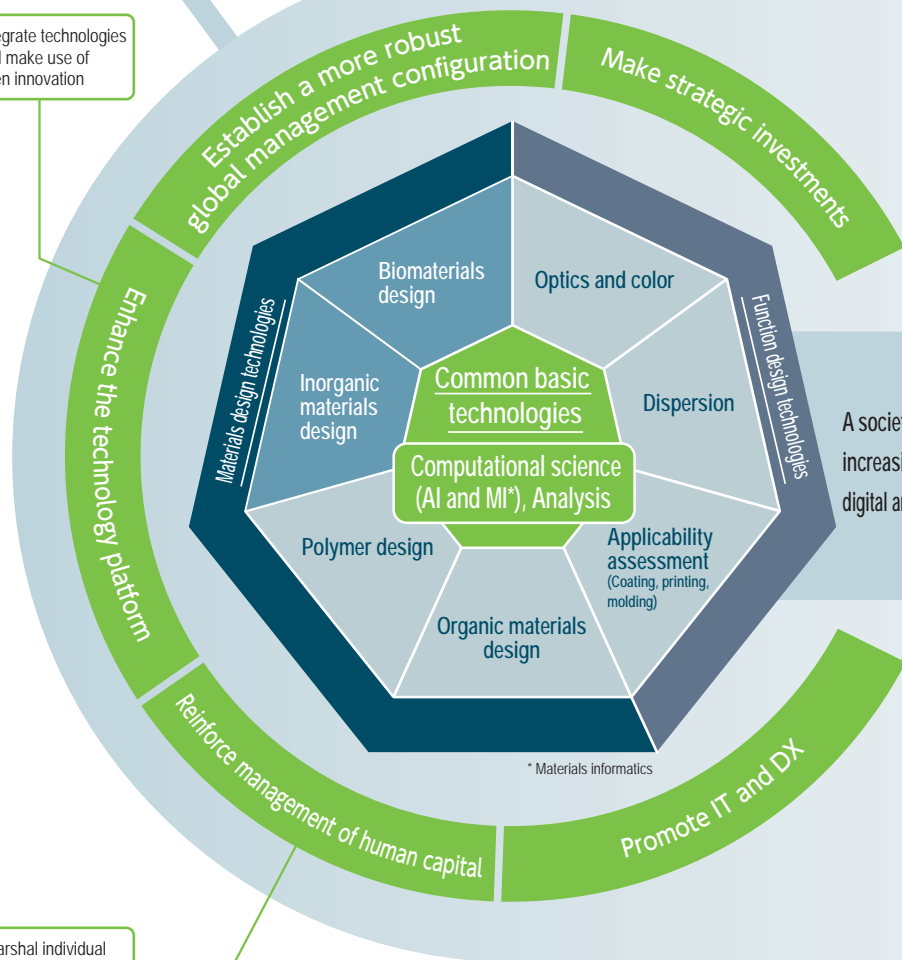 egrate technologies
make use of
en innovation
Establish a more robust
global management configuration
Make strategic investments
Enhance the technology platform
Materials design technologies
Function design technologies
Biomaterials
design
Optics and color
Inorganic
materials
design
Common basic
technologies
Dispersion
Computational science
(AI and MI*), Analysis
A societ
increasi
digital a
Polymer design
Applicability
assessment
(Coating, printing,
molding)
Organic materials
design
* Materials informatics
Reinforce management of human capital
Promote IT and DX
arshal individual